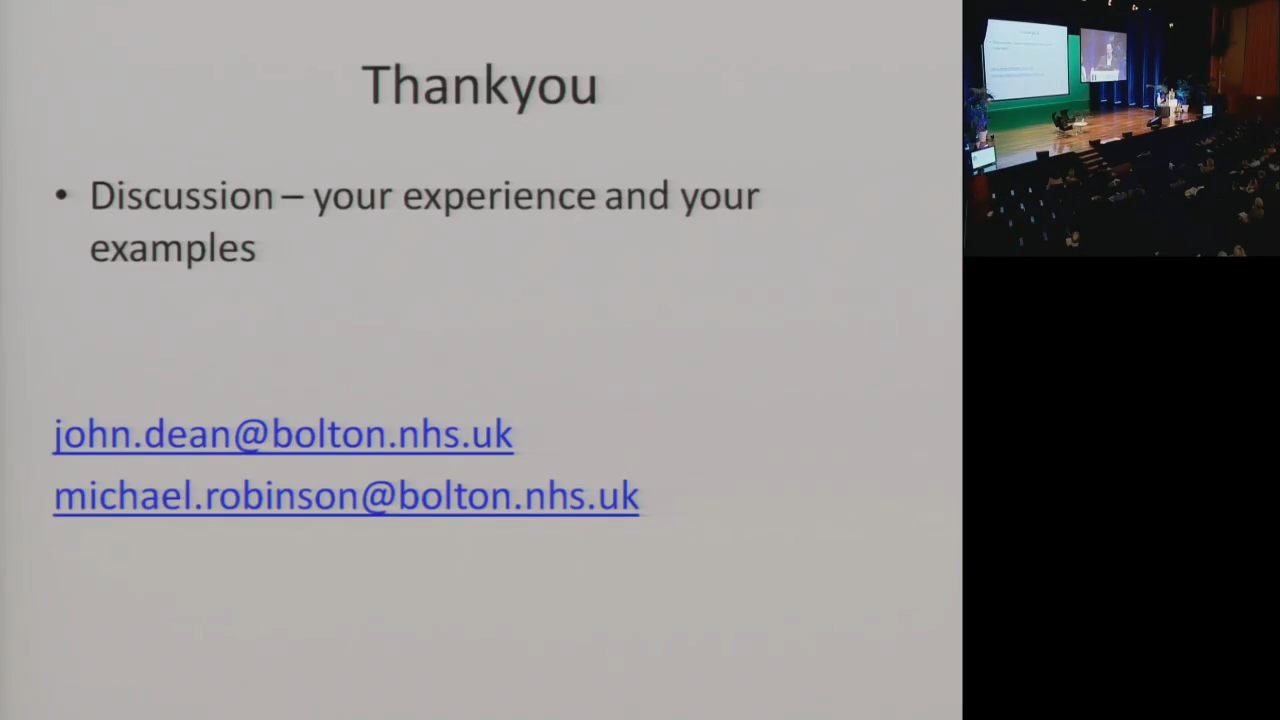 Thankyou
• Discussion – your experience and your
examples
john.dean@bolton.nhs.uk
michael.robinson@bolton.nhs.uk